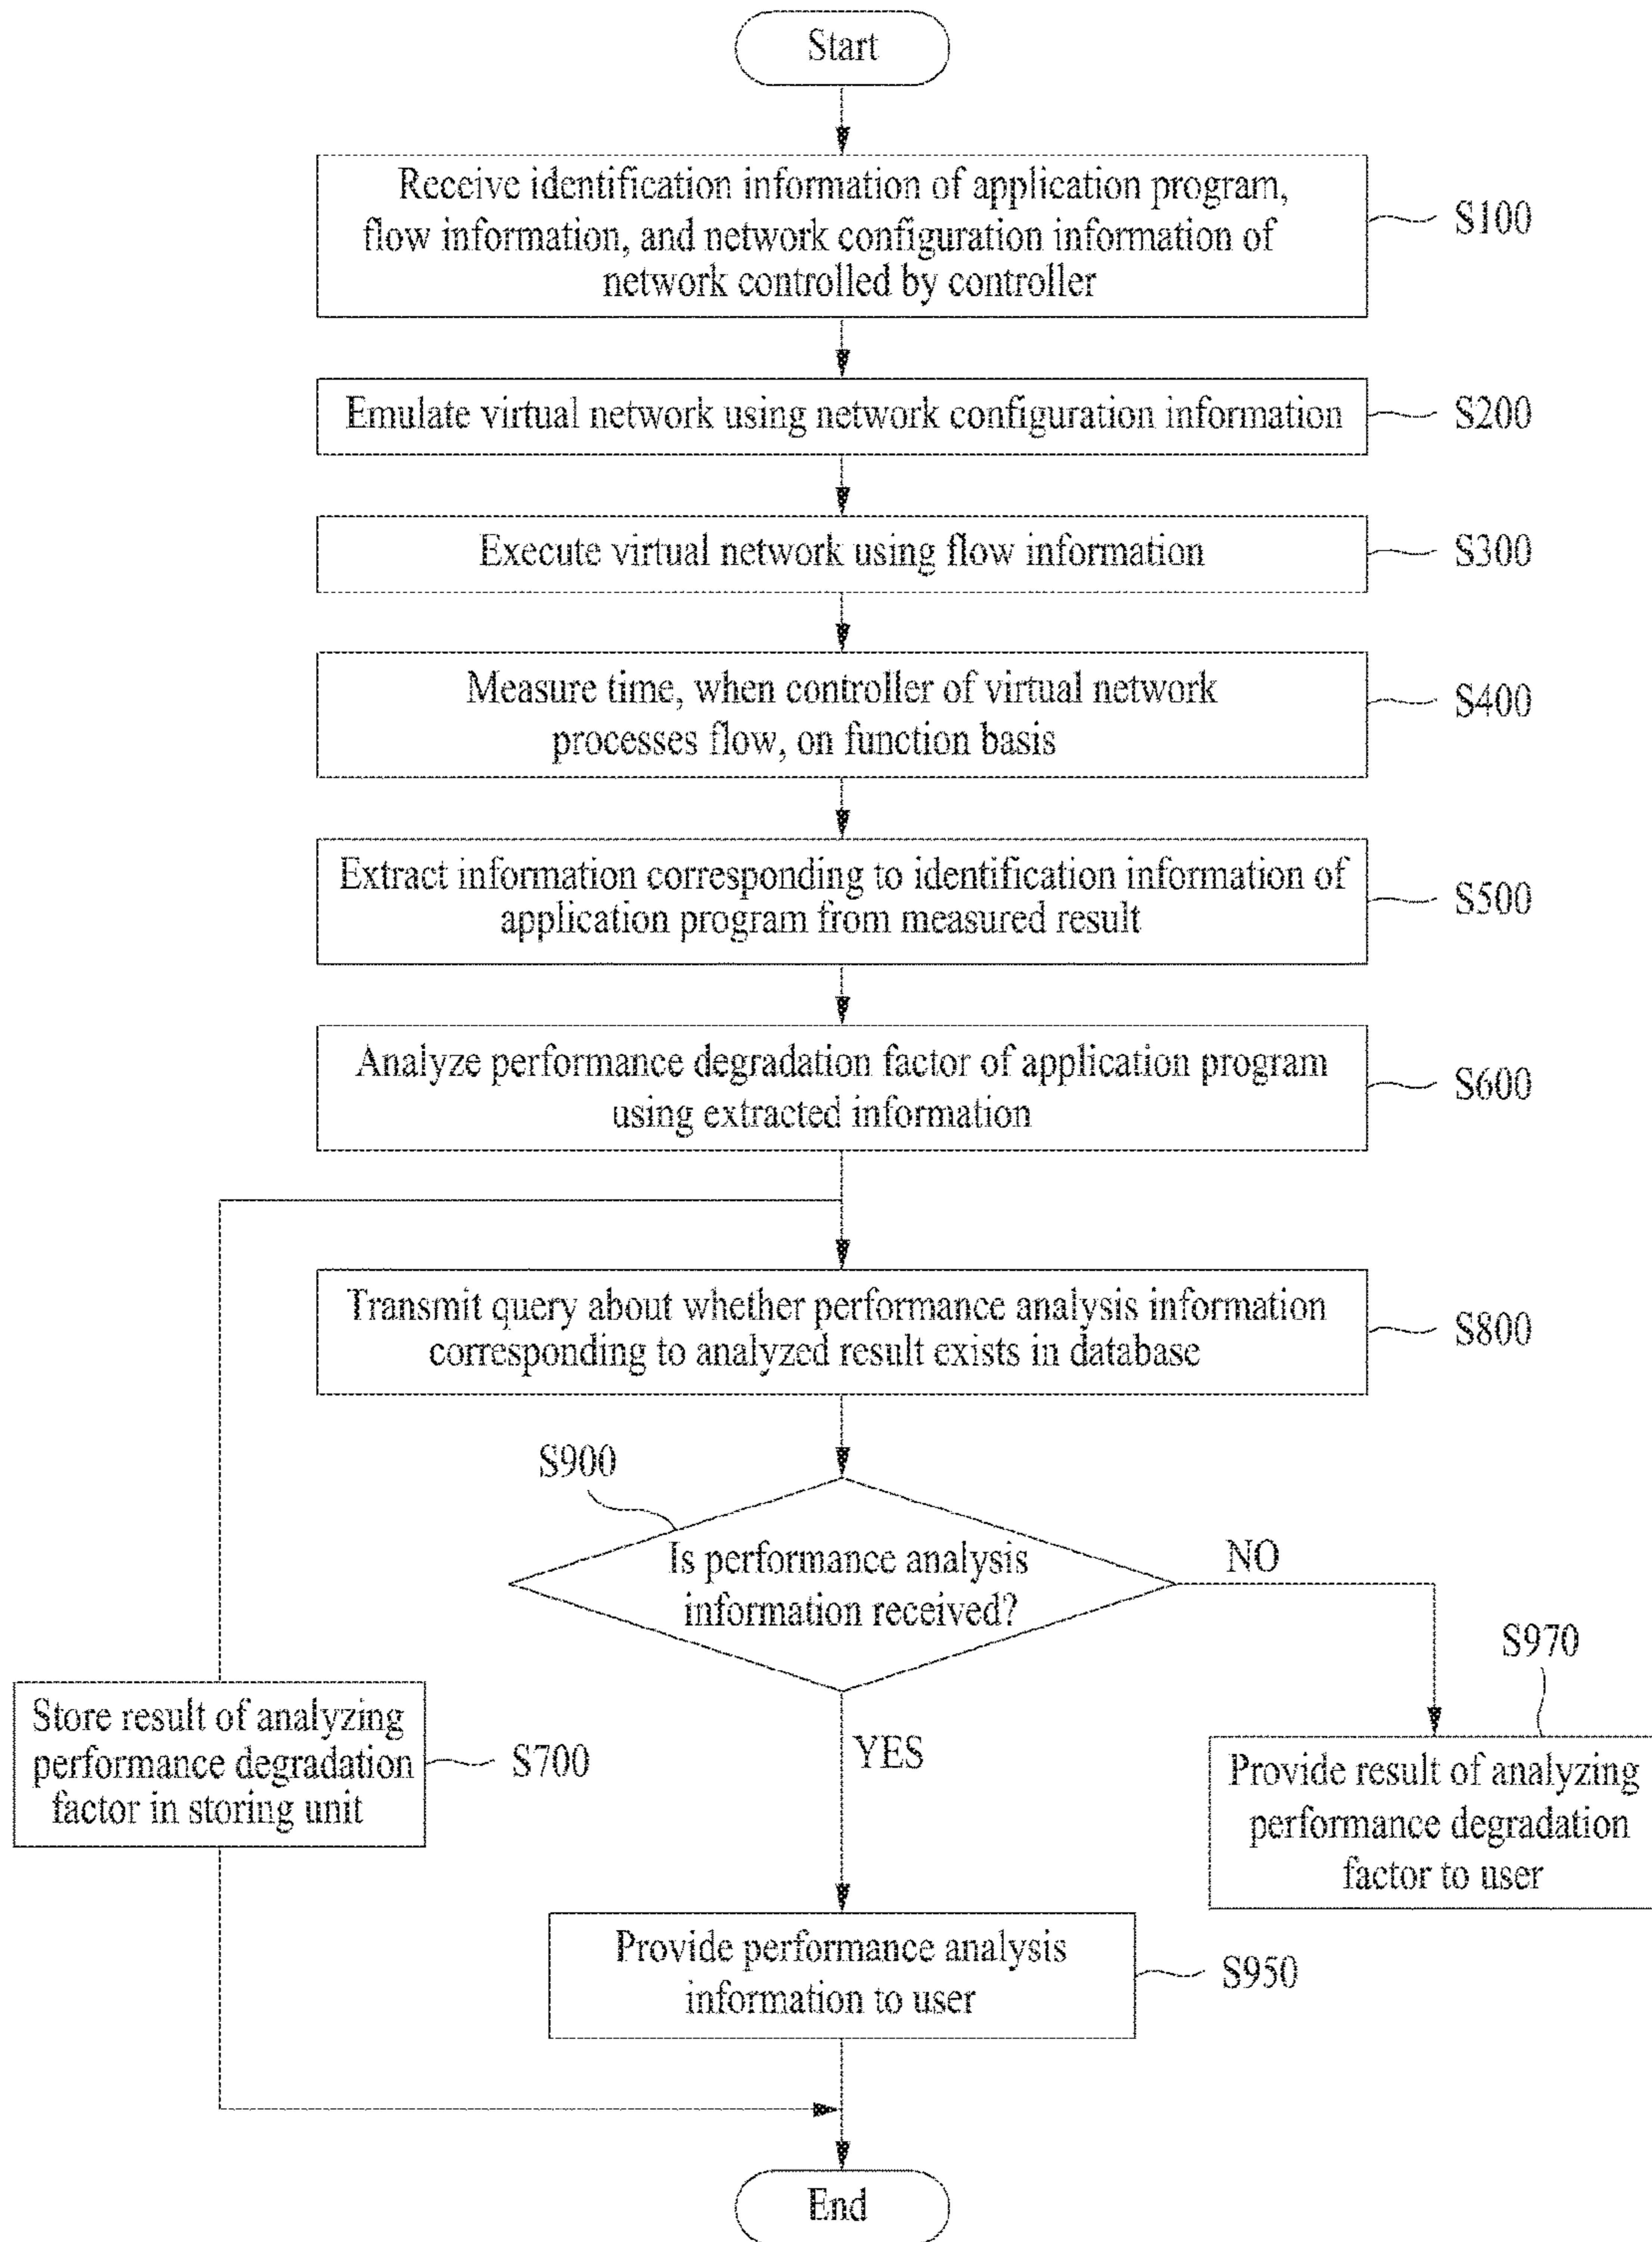 Start
Receive identification information of application program,
flow information, and network configuration information of
network controlled by controller
S100
Emulate virtual network using network configuration information
S200
Execute virtual network using flow information
S300
Measure time, when controller of virtual network
processes flow, on function basis
S400
Extract information corresponding to identification information of
application program from measured result
S500
Analyze performance degradation factor of application program
using extracted information
S600
Transmit query about whether performance analysis information
corresponding to analyzed result exists in database
S800
S900
Is performance analysis
information received?
NO
YES
S970
Store result of analyzing
performance degradation
factor in storing unit
S700
Provide result of analyzing
performance degradation
factor to user
Provide performance analysis
information to user
S950
End